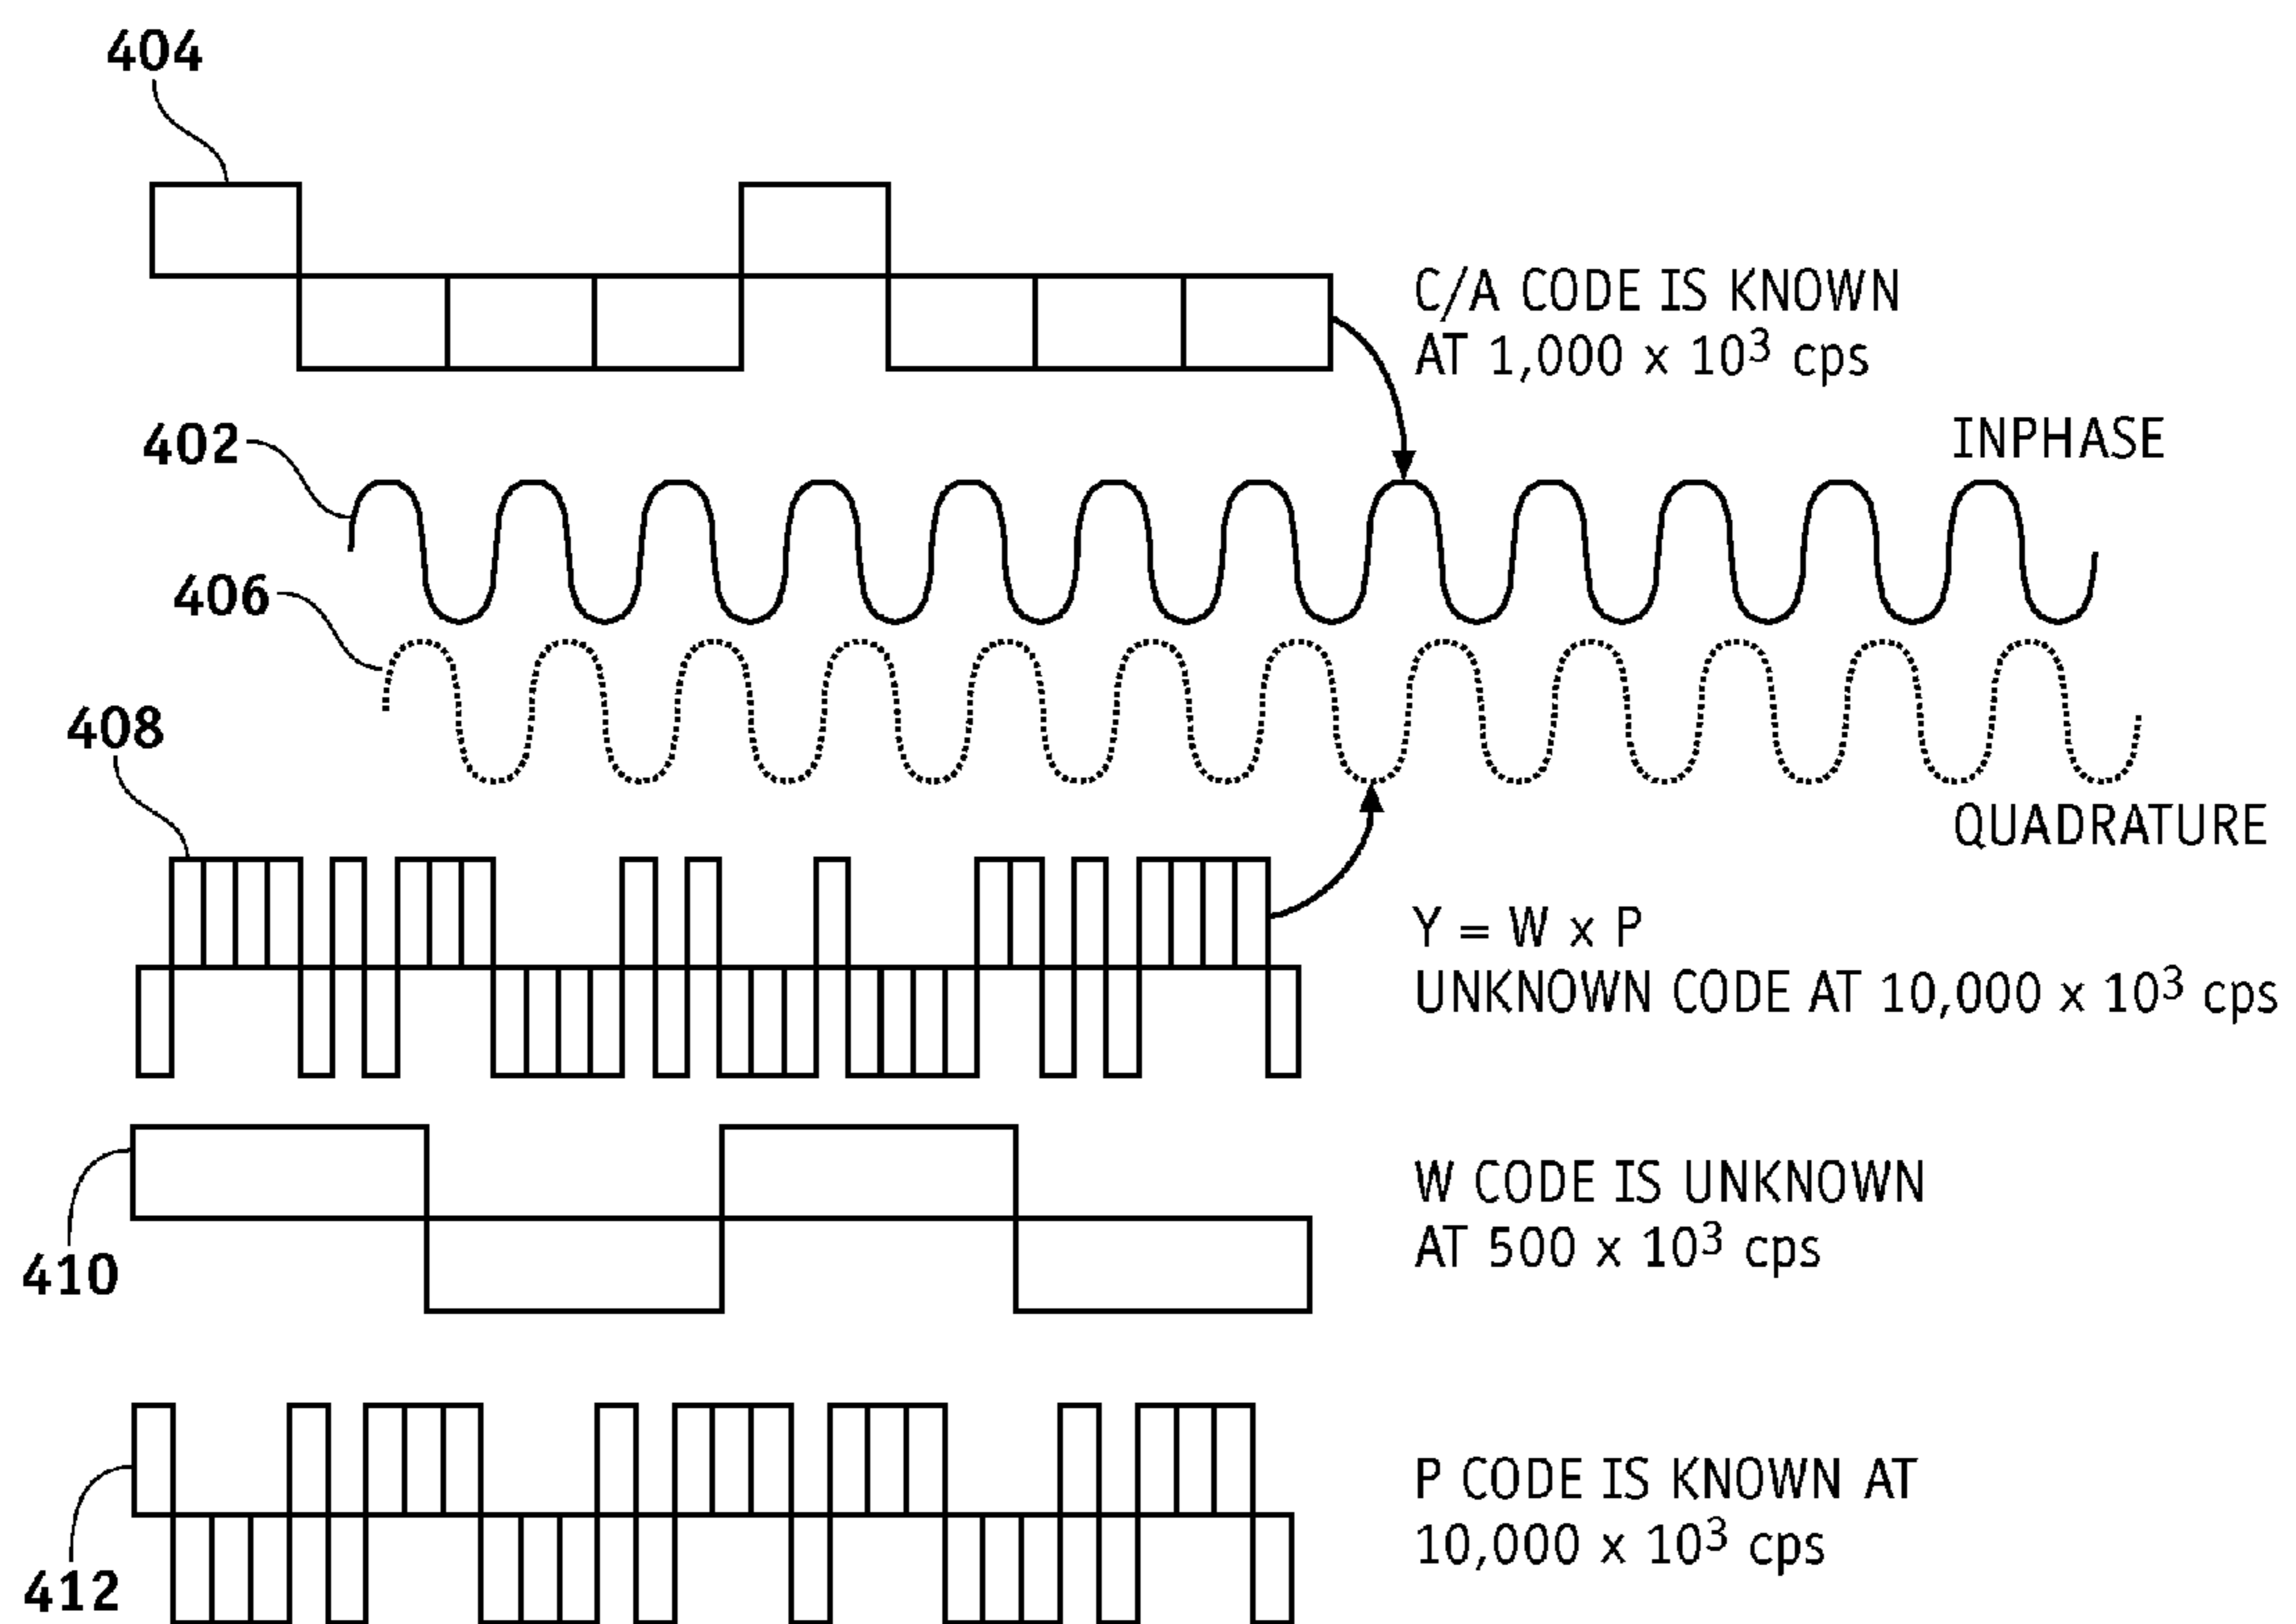 404
C/A CODE IS KNOWN
AT 1,000 x 10³ cps
402
INPHASE
406
408
QUADRATURE
Y = W x P
UNKNOWN CODE AT 10,000 x 10³ cps
W CODE IS UNKNOWN
AT 500 x 10³ cps
410
P CODE IS KNOWN AT
10,000 x 10³ cps
412